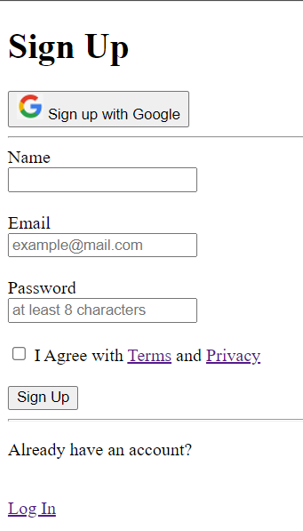 Sign Up
Sign up with Google
Name
Email
example@mail.com
Password
at least 8 characters
I Agree with Terms and Privacy
Sign Up
Already have an account?
Log In